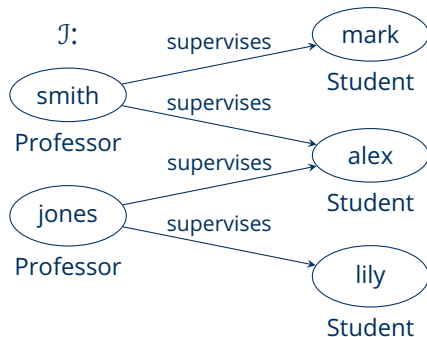 ℐ:
supervises
mark
Student
smith
Professor
supervises
alex
Student
supervises
jones
Professor
supervises
lily
Student